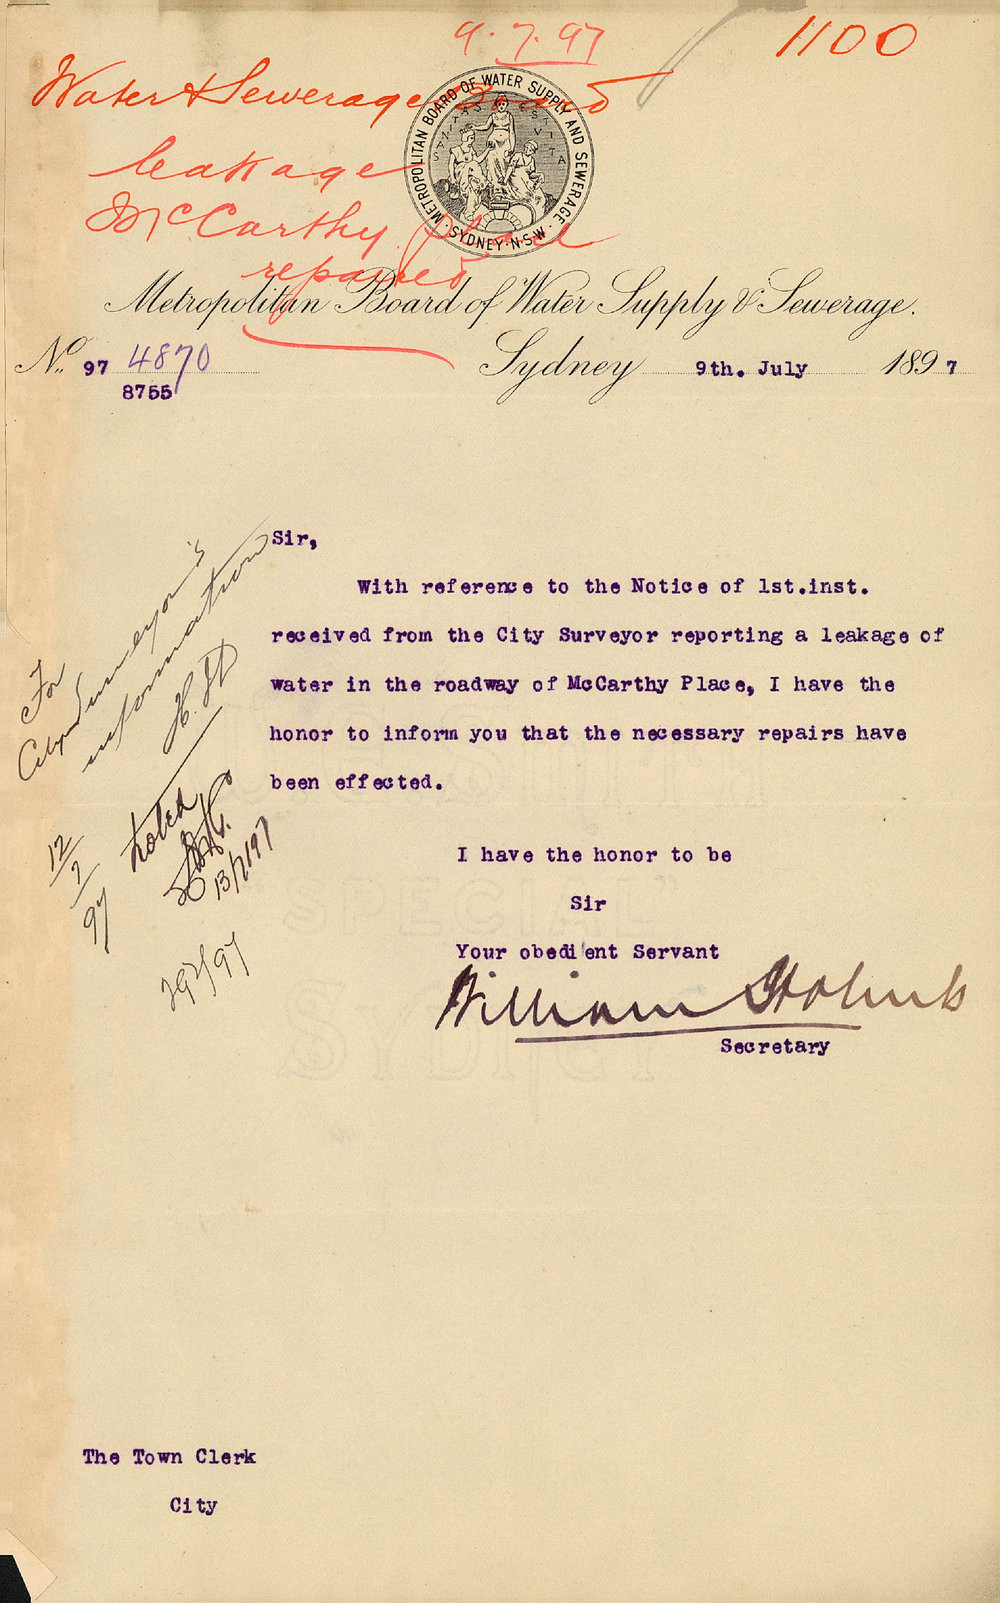 9.7.97
1100
Water & Sewerage Board
leakage
McCarthy Place
repaired
METROPOLITAN BOARD OF WATER SUPPLY AND SEWERAGE.
SYDNEY. N.S.W.
Metropolitan Board of Water Supply & Sewerage.
No. 97 4870
8755
Sydney 9th. July 1897
Sir,
With reference to the Notice of 1st.inst.
received from the City Surveyor reporting a leakage of
water in the roadway of McCarthy Place, I have the
honor to inform you that the necessary repairs have
been effected.
For
City Surveyor's
information
12/7/97
Noted
13/7/97
I have the honor to be
Sir
Your obedient Servant
William Holmes
Secretary
The Town Clerk
City